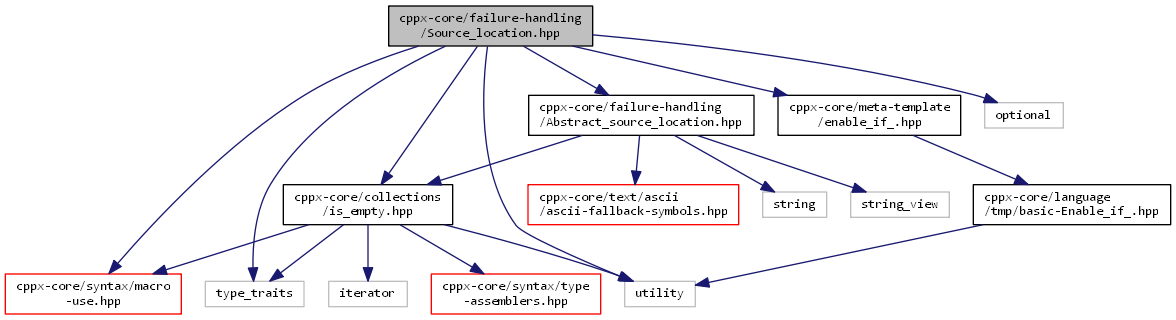 cppx-core/failure-handling
/Source_location.hpp
cppx-core/failure-handling
/Abstract_source_location.hpp
cppx-core/meta-template
/enable_if_.hpp
optional
cppx-core/collections
/is_empty.hpp
cppx-core/text/ascii
/ascii-fallback-symbols.hpp
string
string_view
cppx-core/language
/tmp/basic-Enable_if_.hpp
cppx-core/syntax/macro
-use.hpp
type_traits
iterator
cppx-core/syntax/type
-assemblers.hpp
utility